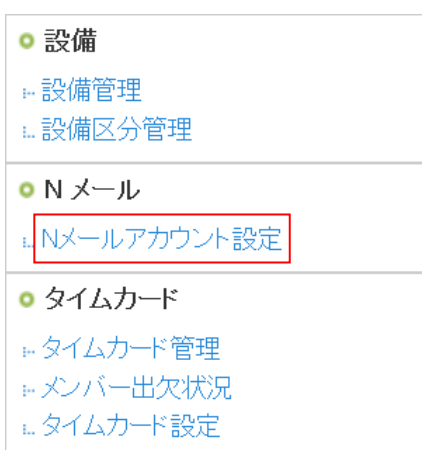 設備
設備管理
設備区分管理
N メール
Nメールアカウント設定
タイムカード
タイムカード管理
メンバー出欠状況
タイムカード設定